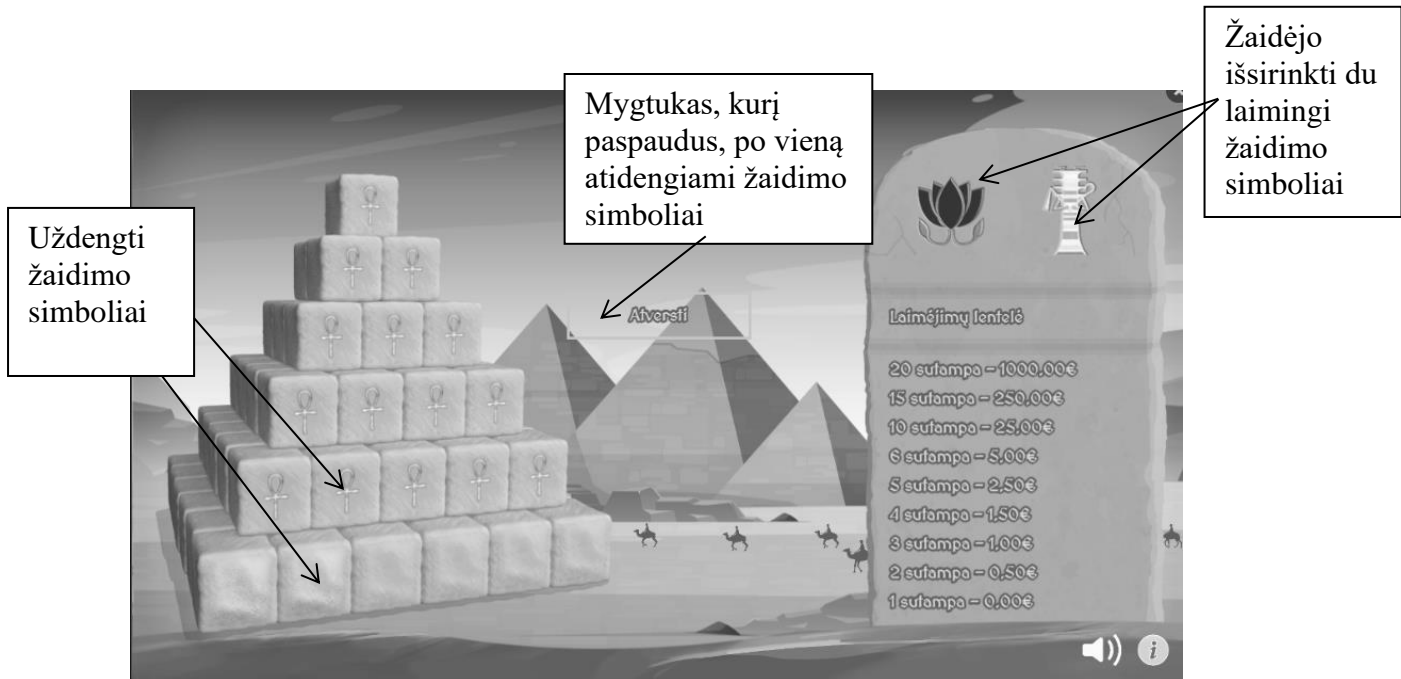 Žaidėjo
išsirinkti du
laimingi
žaidimo
simboliai
Mygtukas, kurį
paspaudus, po vieną
atidengiami žaidimo
simboliai
Uždengti
žaidimo
simboliai
Atversti
Laimėjimų lentelė
20 sutampa - 1000,00€
15 sutampa - 250,00€
10 sutampa - 25,00€
6 sutampa - 5,00€
5 sutampa - 2,50€
4 sutampa - 1,50€
3 sutampa - 1,00€
2 sutampa - 0,50€
1 sutampa - 0,00€